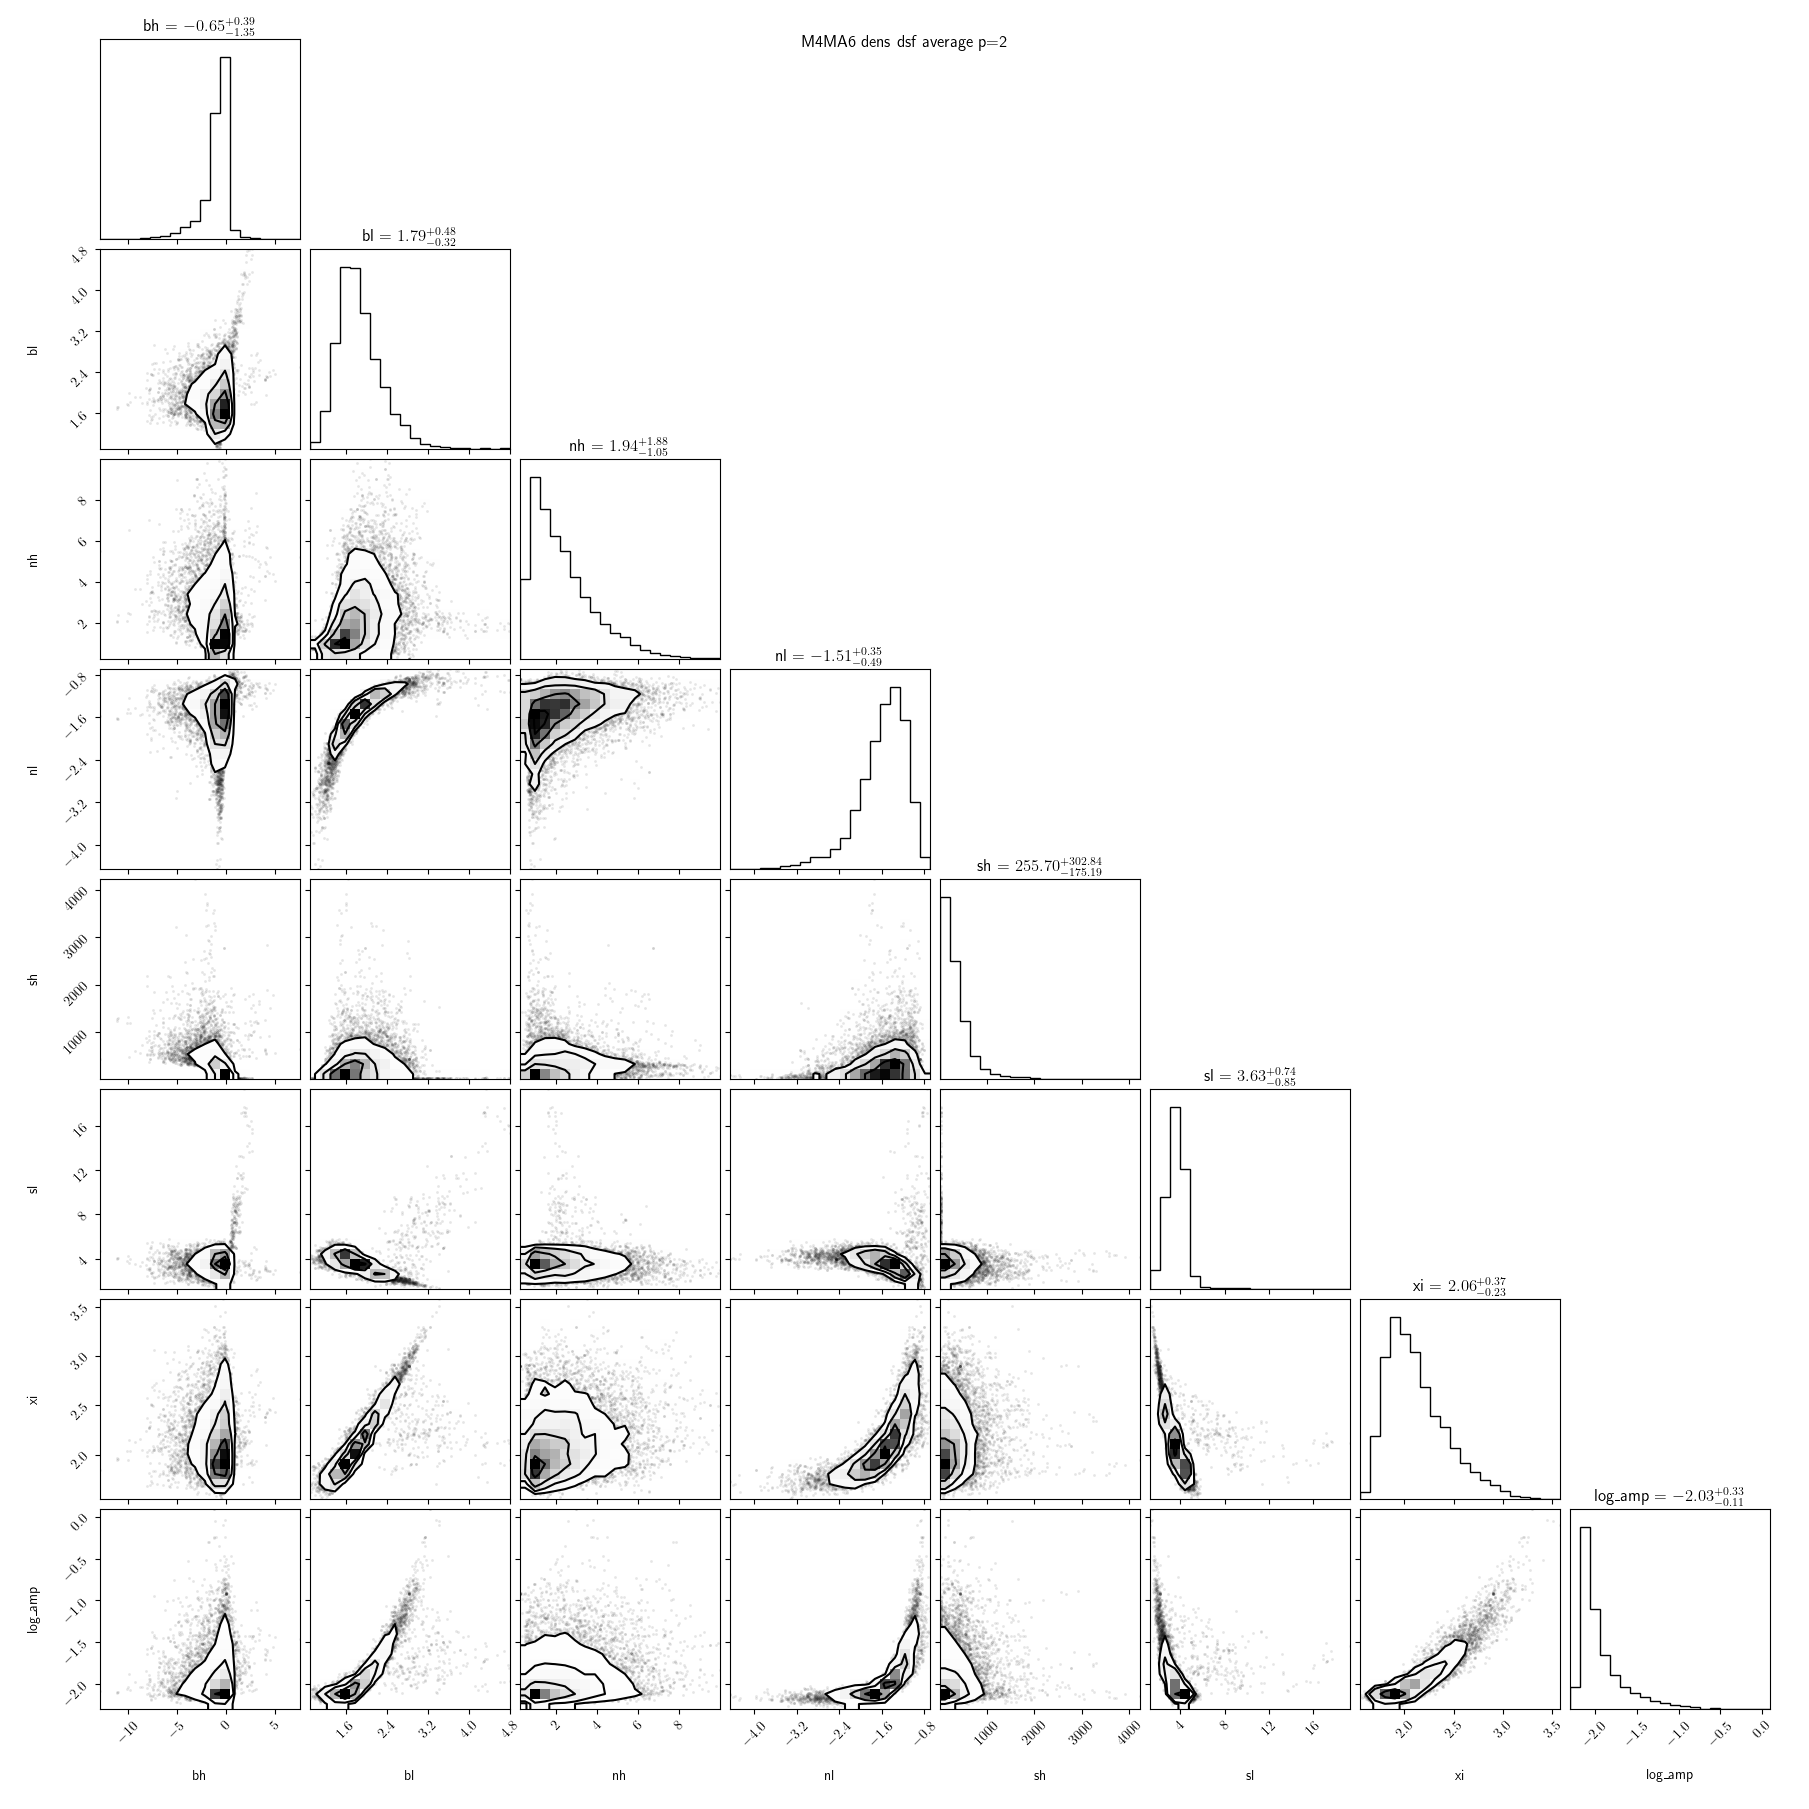 bh = −0.65+0.39 −1.35
M4MA6 dens dsf average p=2
bl = 1.79+0.48 −0.32
4.8
4.0
3.2
2.4
1.6
bl
nh = 1.94+1.88 −1.05
8
6
4
2
nh
nl = −1.51+0.35 −0.49
−0.8
−1.6
−2.4
−3.2
−4.0
nl
sh = 255.70+302.84 −175.19
4000
3000
2000
1000
sh
sl = 3.63+0.74 −0.85
16
12
8
4
sl
xi = 2.06+0.37 −0.23
3.5
3.0
2.5
2.0
xi
log_amp = −2.03+0.33 −0.11
0.0
−0.5
−1.0
−1.5
−2.0
log_amp
−10 −5 0 5 1.6 2.4 3.2 4.0 4.8 2 4 6 8 −4.0 −3.2 −2.4 −1.6 −0.8 1000 2000 3000 4000 4 8 12 16 2.0 2.5 3.0 3.5 −2.0 −1.5 −1.0 −0.5 0.0
bh bl nh nl sh sl xi log_amp